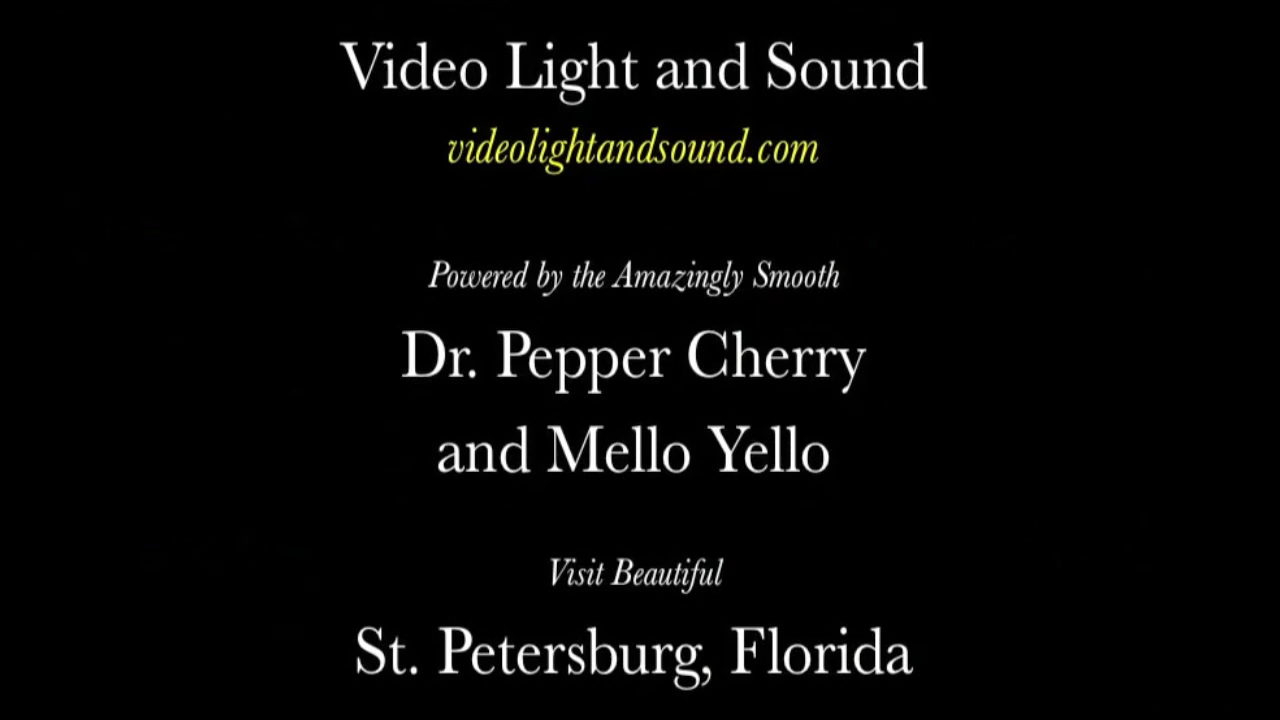 Video Light and Sound
videolightandsound.com
Powered by the Amazingly Smooth
Dr. Pepper Cherry
and Mello Yello
Visit Beautiful
St. Petersburg, Florida